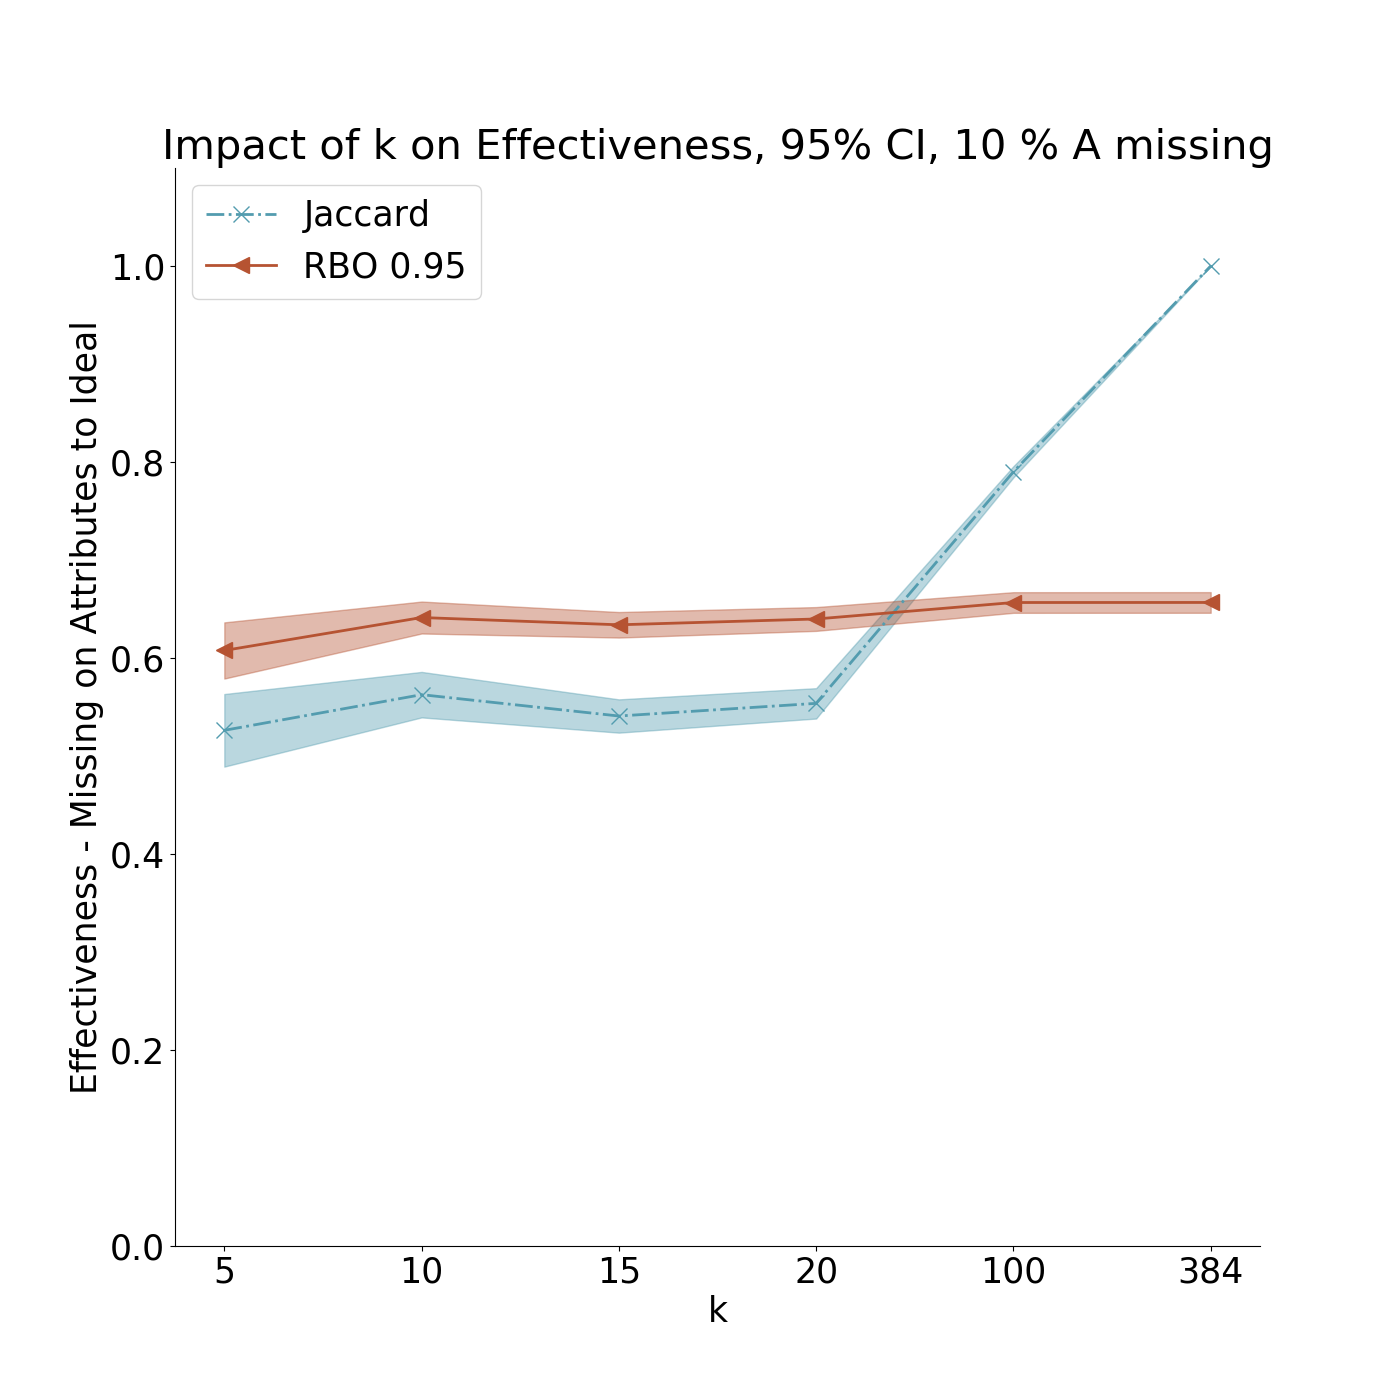 Impact of k on Effectiveness, 95% CI, 10 % A missing
Jaccard
RBO 0.95
Effectiveness - Missing on Attributes to Ideal
1.0
0.8
0.6
0.4
0.2
0.0
5 10 15 20 100 384
k